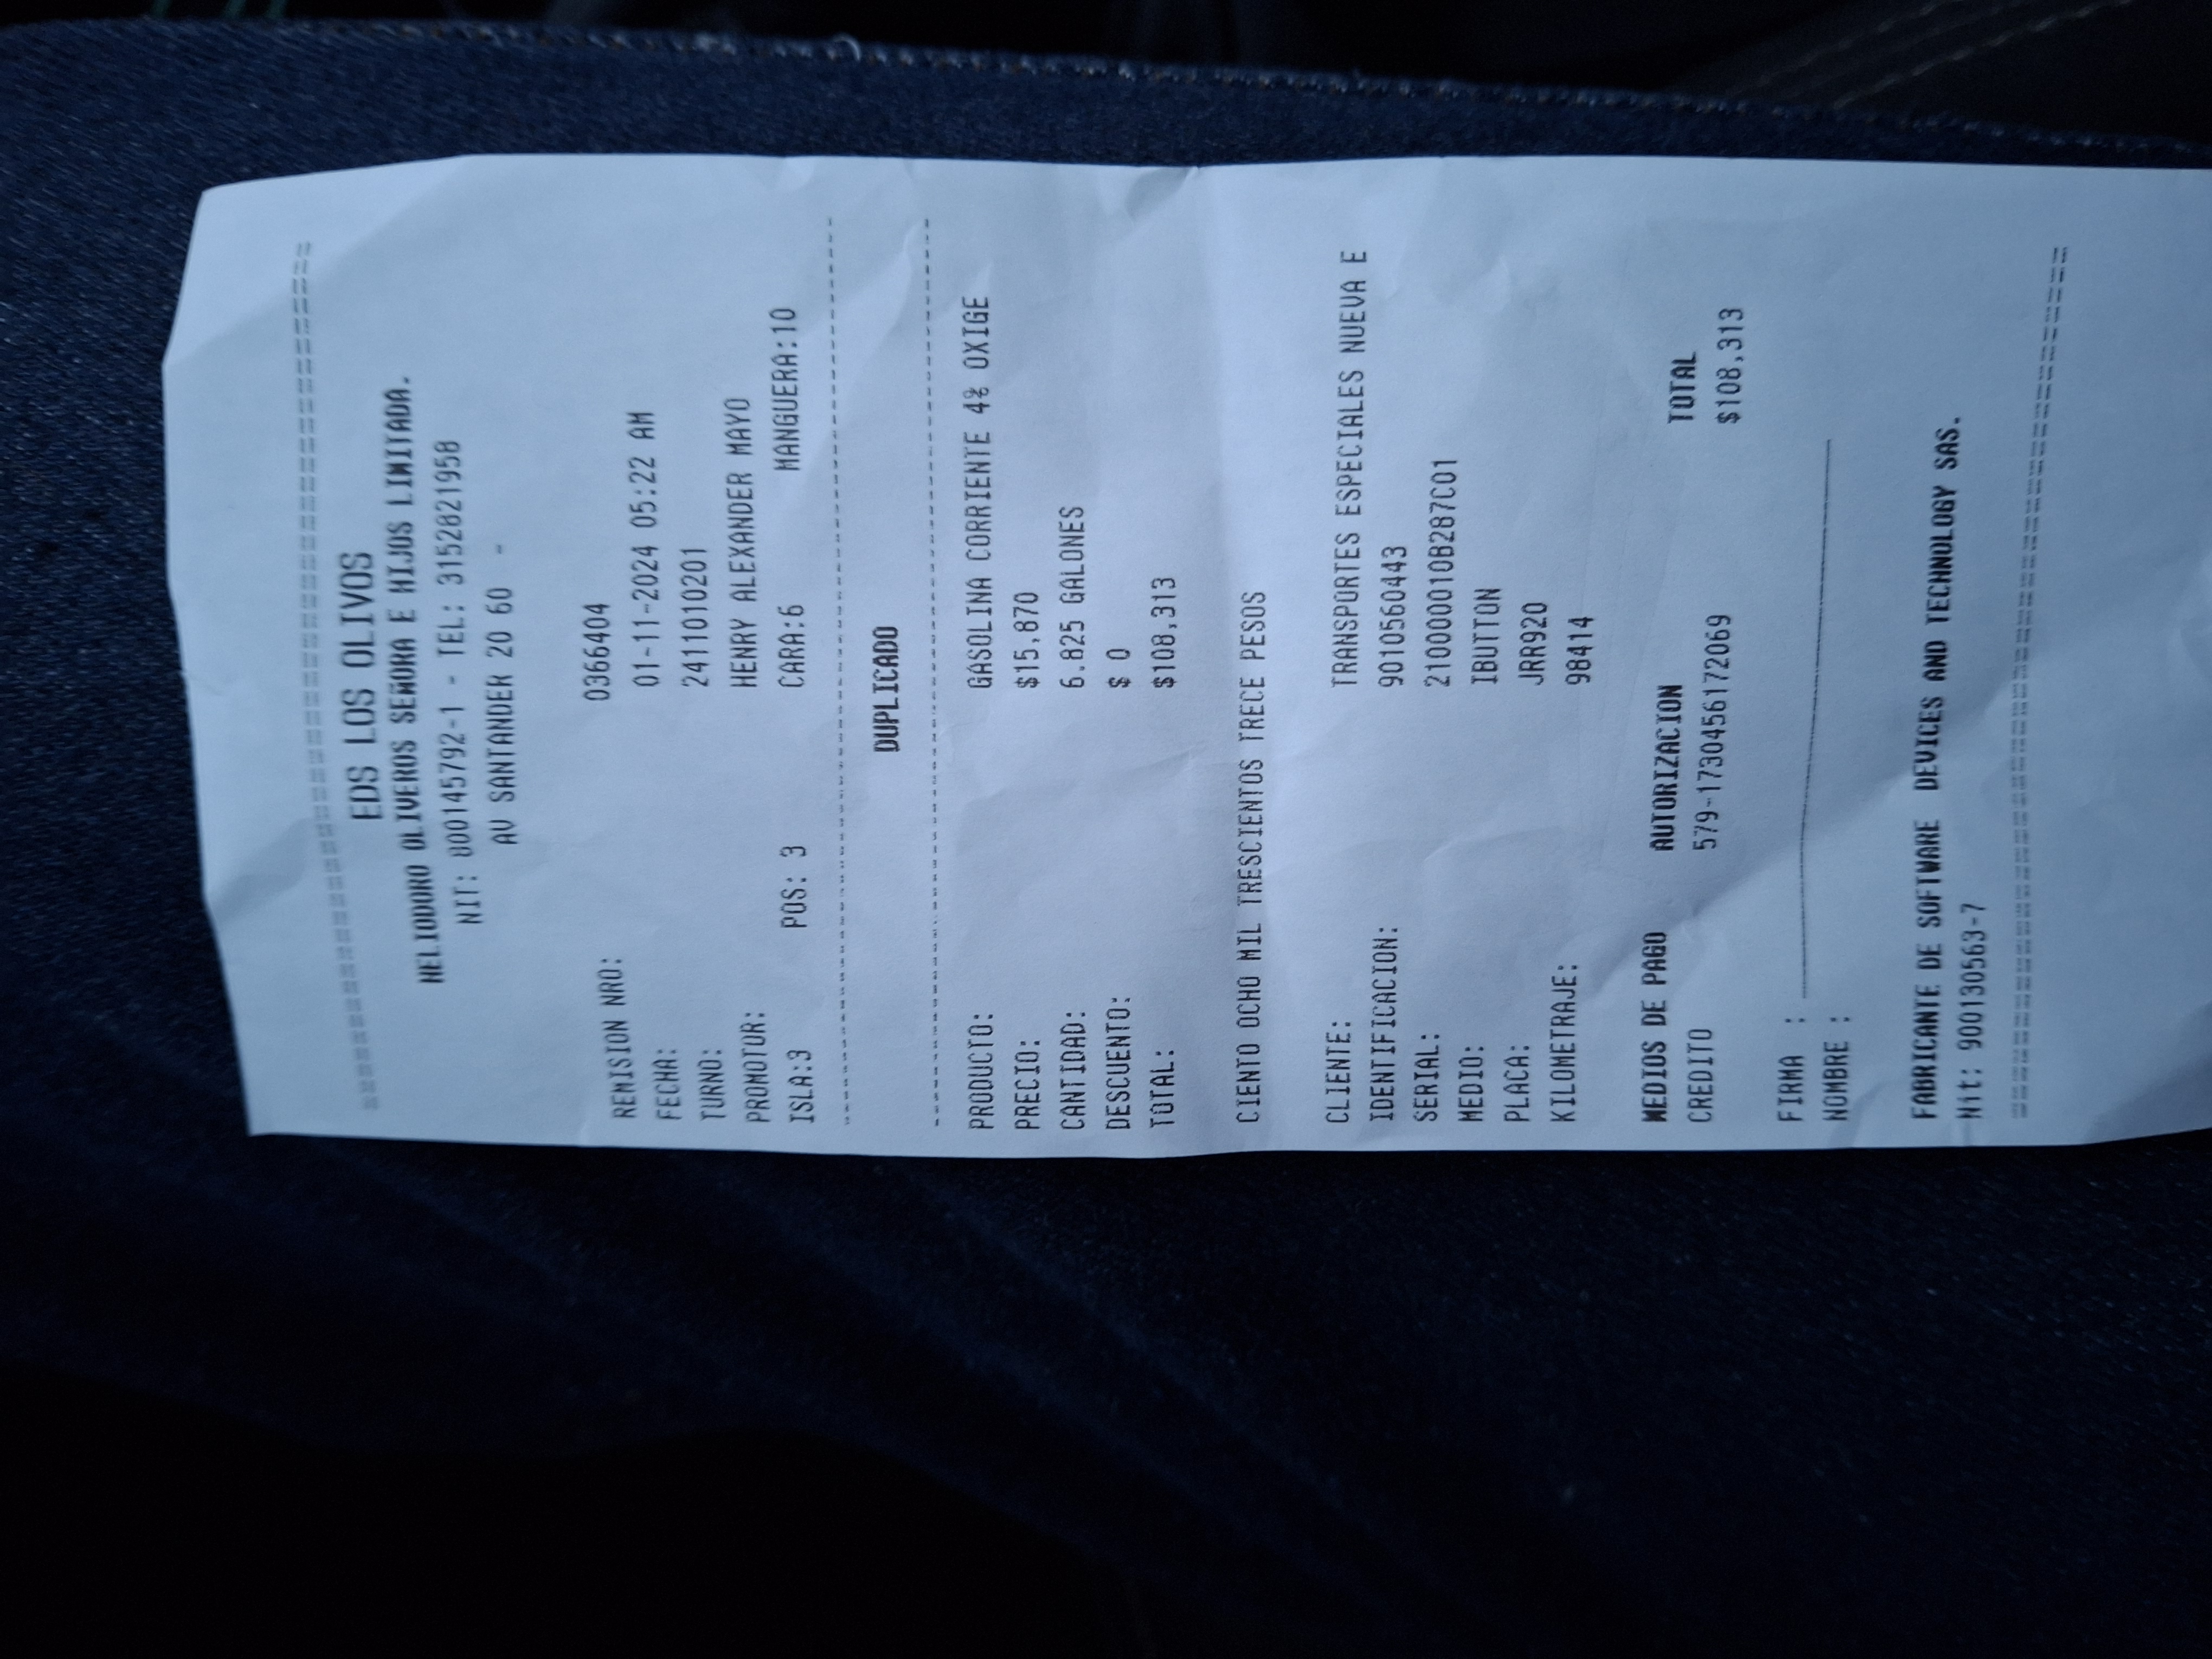 ================================================
EDS LOS OLIVOS
HELIODORO OLIVEROS SEÑORA E HIJOS LIMITADA.
NIT: 800145792-1 - TEL: 3152821958
AV SANTANDER 20 60 -
REMISION NRO: 0366404
FECHA: 01-11-2024 05:22 AM
TURNO: 2411010201
PROMOTOR: HENRY ALEXANDER MAYO
ISLA:3 POS: 3 CARA:6 MANGUERA:10
------------------------------------------------
DUPLICADO
------------------------------------------------
PRODUCTO: GASOLINA CORRIENTE 4% OXIGE
PRECIO: $15,870
CANTIDAD: 6.825 GALONES
DESCUENTO: $ 0
TOTAL: $108,313
CIENTO OCHO MIL TRESCIENTOS TRECE PESOS
CLIENTE: TRANSPORTES ESPECIALES NUEVA E
IDENTIFICACION: 9010560443
SERIAL: 210000010B287C01
MEDIO: IBUTTON
PLACA: JRR920
KILOMETRAJE: 98414
MEDIOS DE PAGO AUTORIZACION TOTAL
CREDITO 579-1730456172069 $108,313
FIRMA : ______________________________
NOMBRE :
FABRICANTE DE SOFTWARE DEVICES AND TECHNOLOGY SAS.
Nit: 900130563-7
================================================